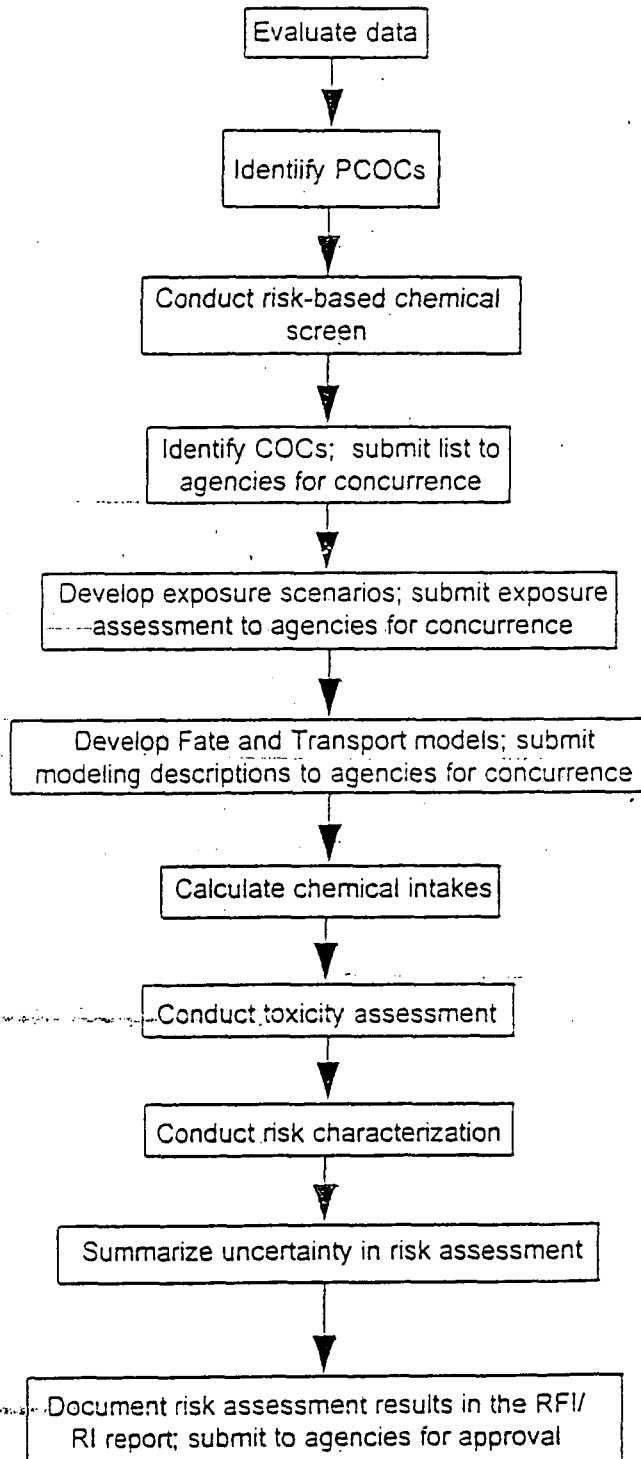 Evaluate data
Identiify PCOCs
Conduct risk-based chemical
screen
Identify COCs; submit list to
agencies for concurrence
Develop exposure scenarios; submit exposure
assessment to agencies for concurrence
Develop Fate and Transport models; submit
modeling descriptions to agencies for concurrence
Calculate chemical intakes
Conduct toxicity assessment
Conduct risk characterization
Summarize uncertainty in risk assessment
Document risk assessment results in the RFI/
RI report; submit to agencies for approval